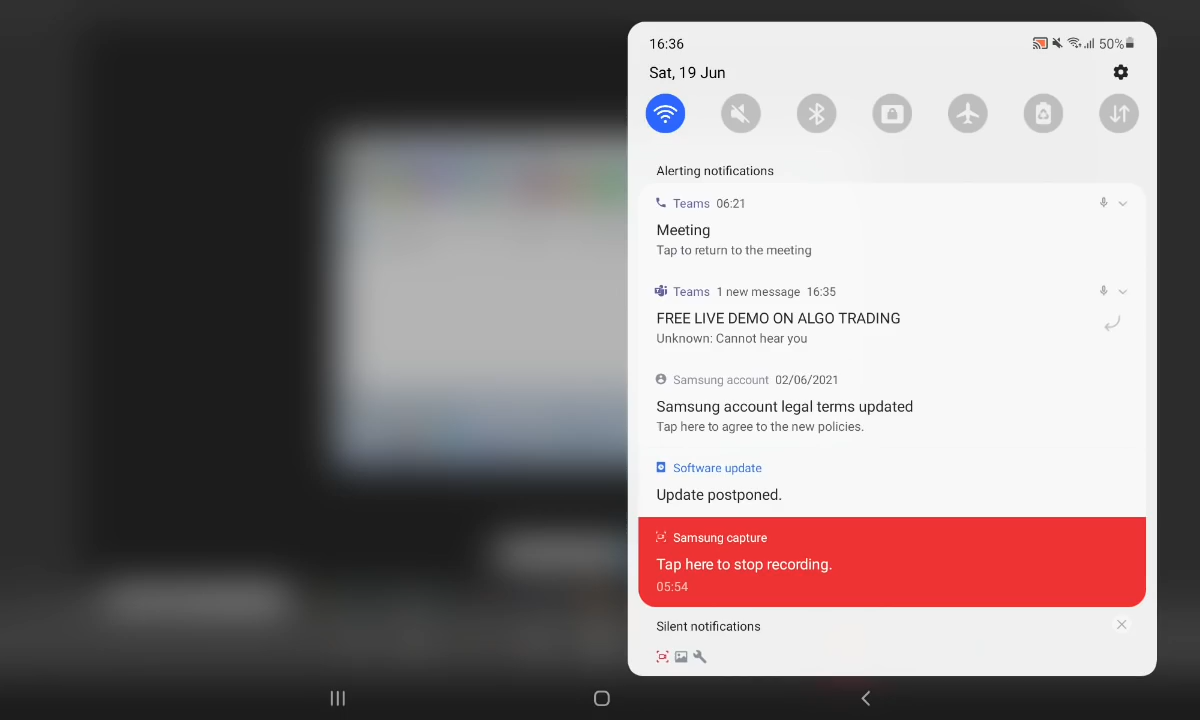 16:36
50%
Sat, 19 Jun
Alerting notifications
Teams 06:21
Meeting
Tap to return to the meeting
Teams 1 new message 16:35
FREE LIVE DEMO ON ALGO TRADING
Unknown: Cannot hear you
Samsung account 02/06/2021
Samsung account legal terms updated
Tap here to agree to the new policies.
Software update
Update postponed.
Samsung capture
Tap here to stop recording.
05:54
Silent notifications